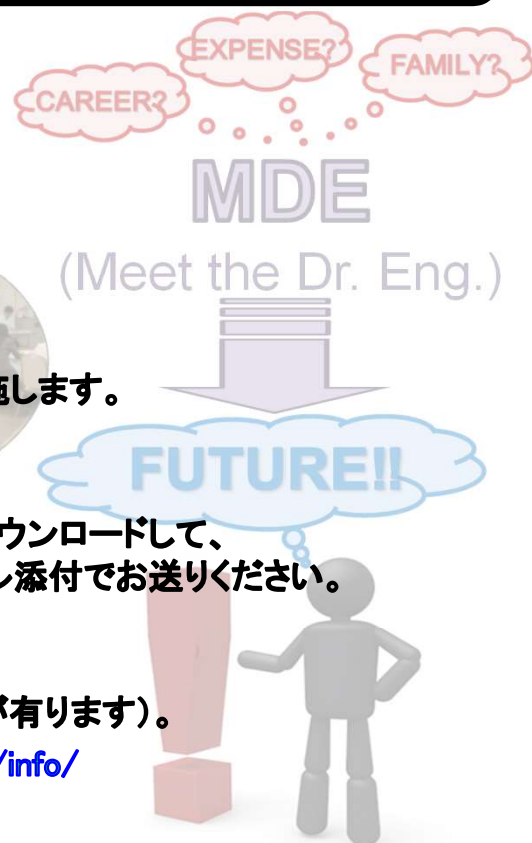 EXPENSE??
CAREER?
FAMILY?
MDE
(Meet the Dr. Eng.)
施します。
FUTURE!!
ウンロードして、
添付でお送りください。
が有ります）。
/info/